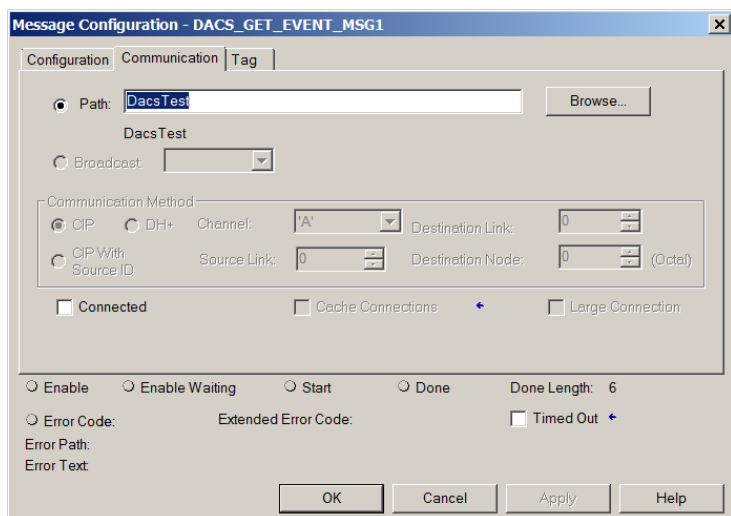 Message Configuration - DACS_GET_EVENT_MSG1
Configuration Communication Tag
Path: DacsTest Browse...
DacsTest
Broadcast:
Communication Method
CIP DH+ Channel: 'A' Destination Link: 0
CIP With Source ID Source Link: 0 Destination Node: 0 (Octal)
Connected Cache Connections Large Connection
Enable Enable Waiting Start Done Done Length: 6
Error Code: Extended Error Code: Timed Out
Error Path:
Error Text:
OK Cancel Apply Help